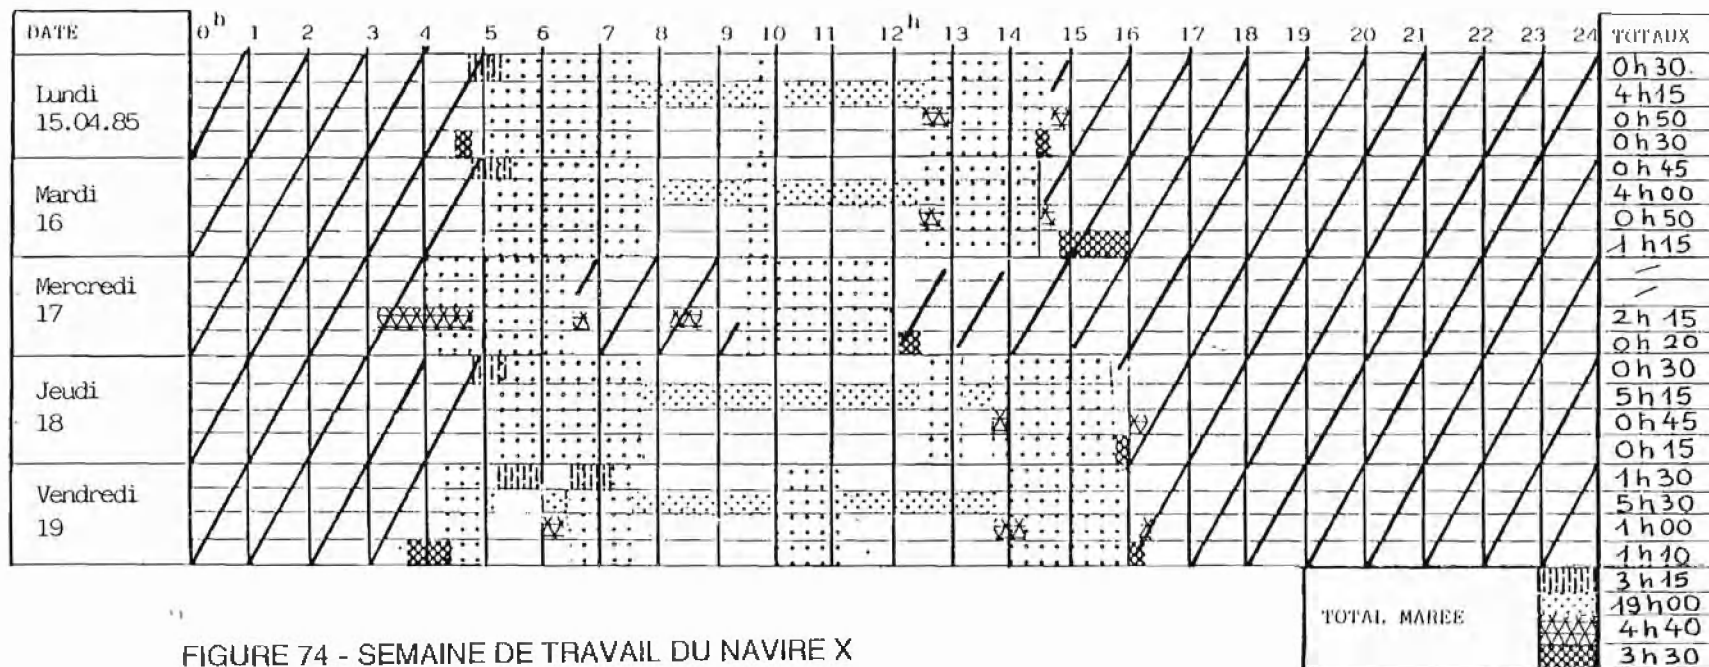 DATE 0h 1 2 3 4 5 6 7 8 9 10 11 12h 13 14 15 16 17 18 19 20 21 22 23 24 TOTAUX
Lundi
15.04.85
0h30
4h15
0h50
0h30
Mardi
16
0h45
4h00
0h50
1h15
Mercredi
17
2h15
0h20
Jeudi
18
0h30
5h15
0h45
0h15
Vendredi
19
1h30
5h30
1h00
1h10
TOTAL MAREE
3h15
19h00
4h40
3h30
FIGURE 74 - SEMAINE DE TRAVAIL DU NAVIRE X